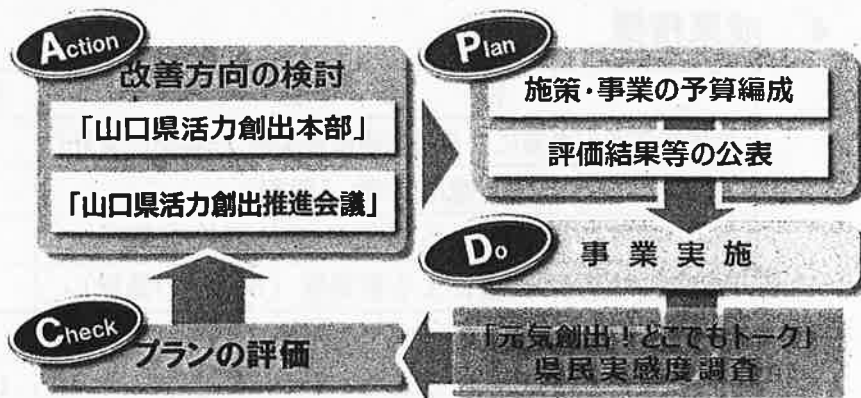 Action
改善方向の検討
「山口県活力創出本部」
「山口県活力創出推進会議」
Plan
施策・事業の予算編成
評価結果等の公表
Do
事業実施
「元気創出!どこでもトーク」
県民実感度調査
Check
プランの評価